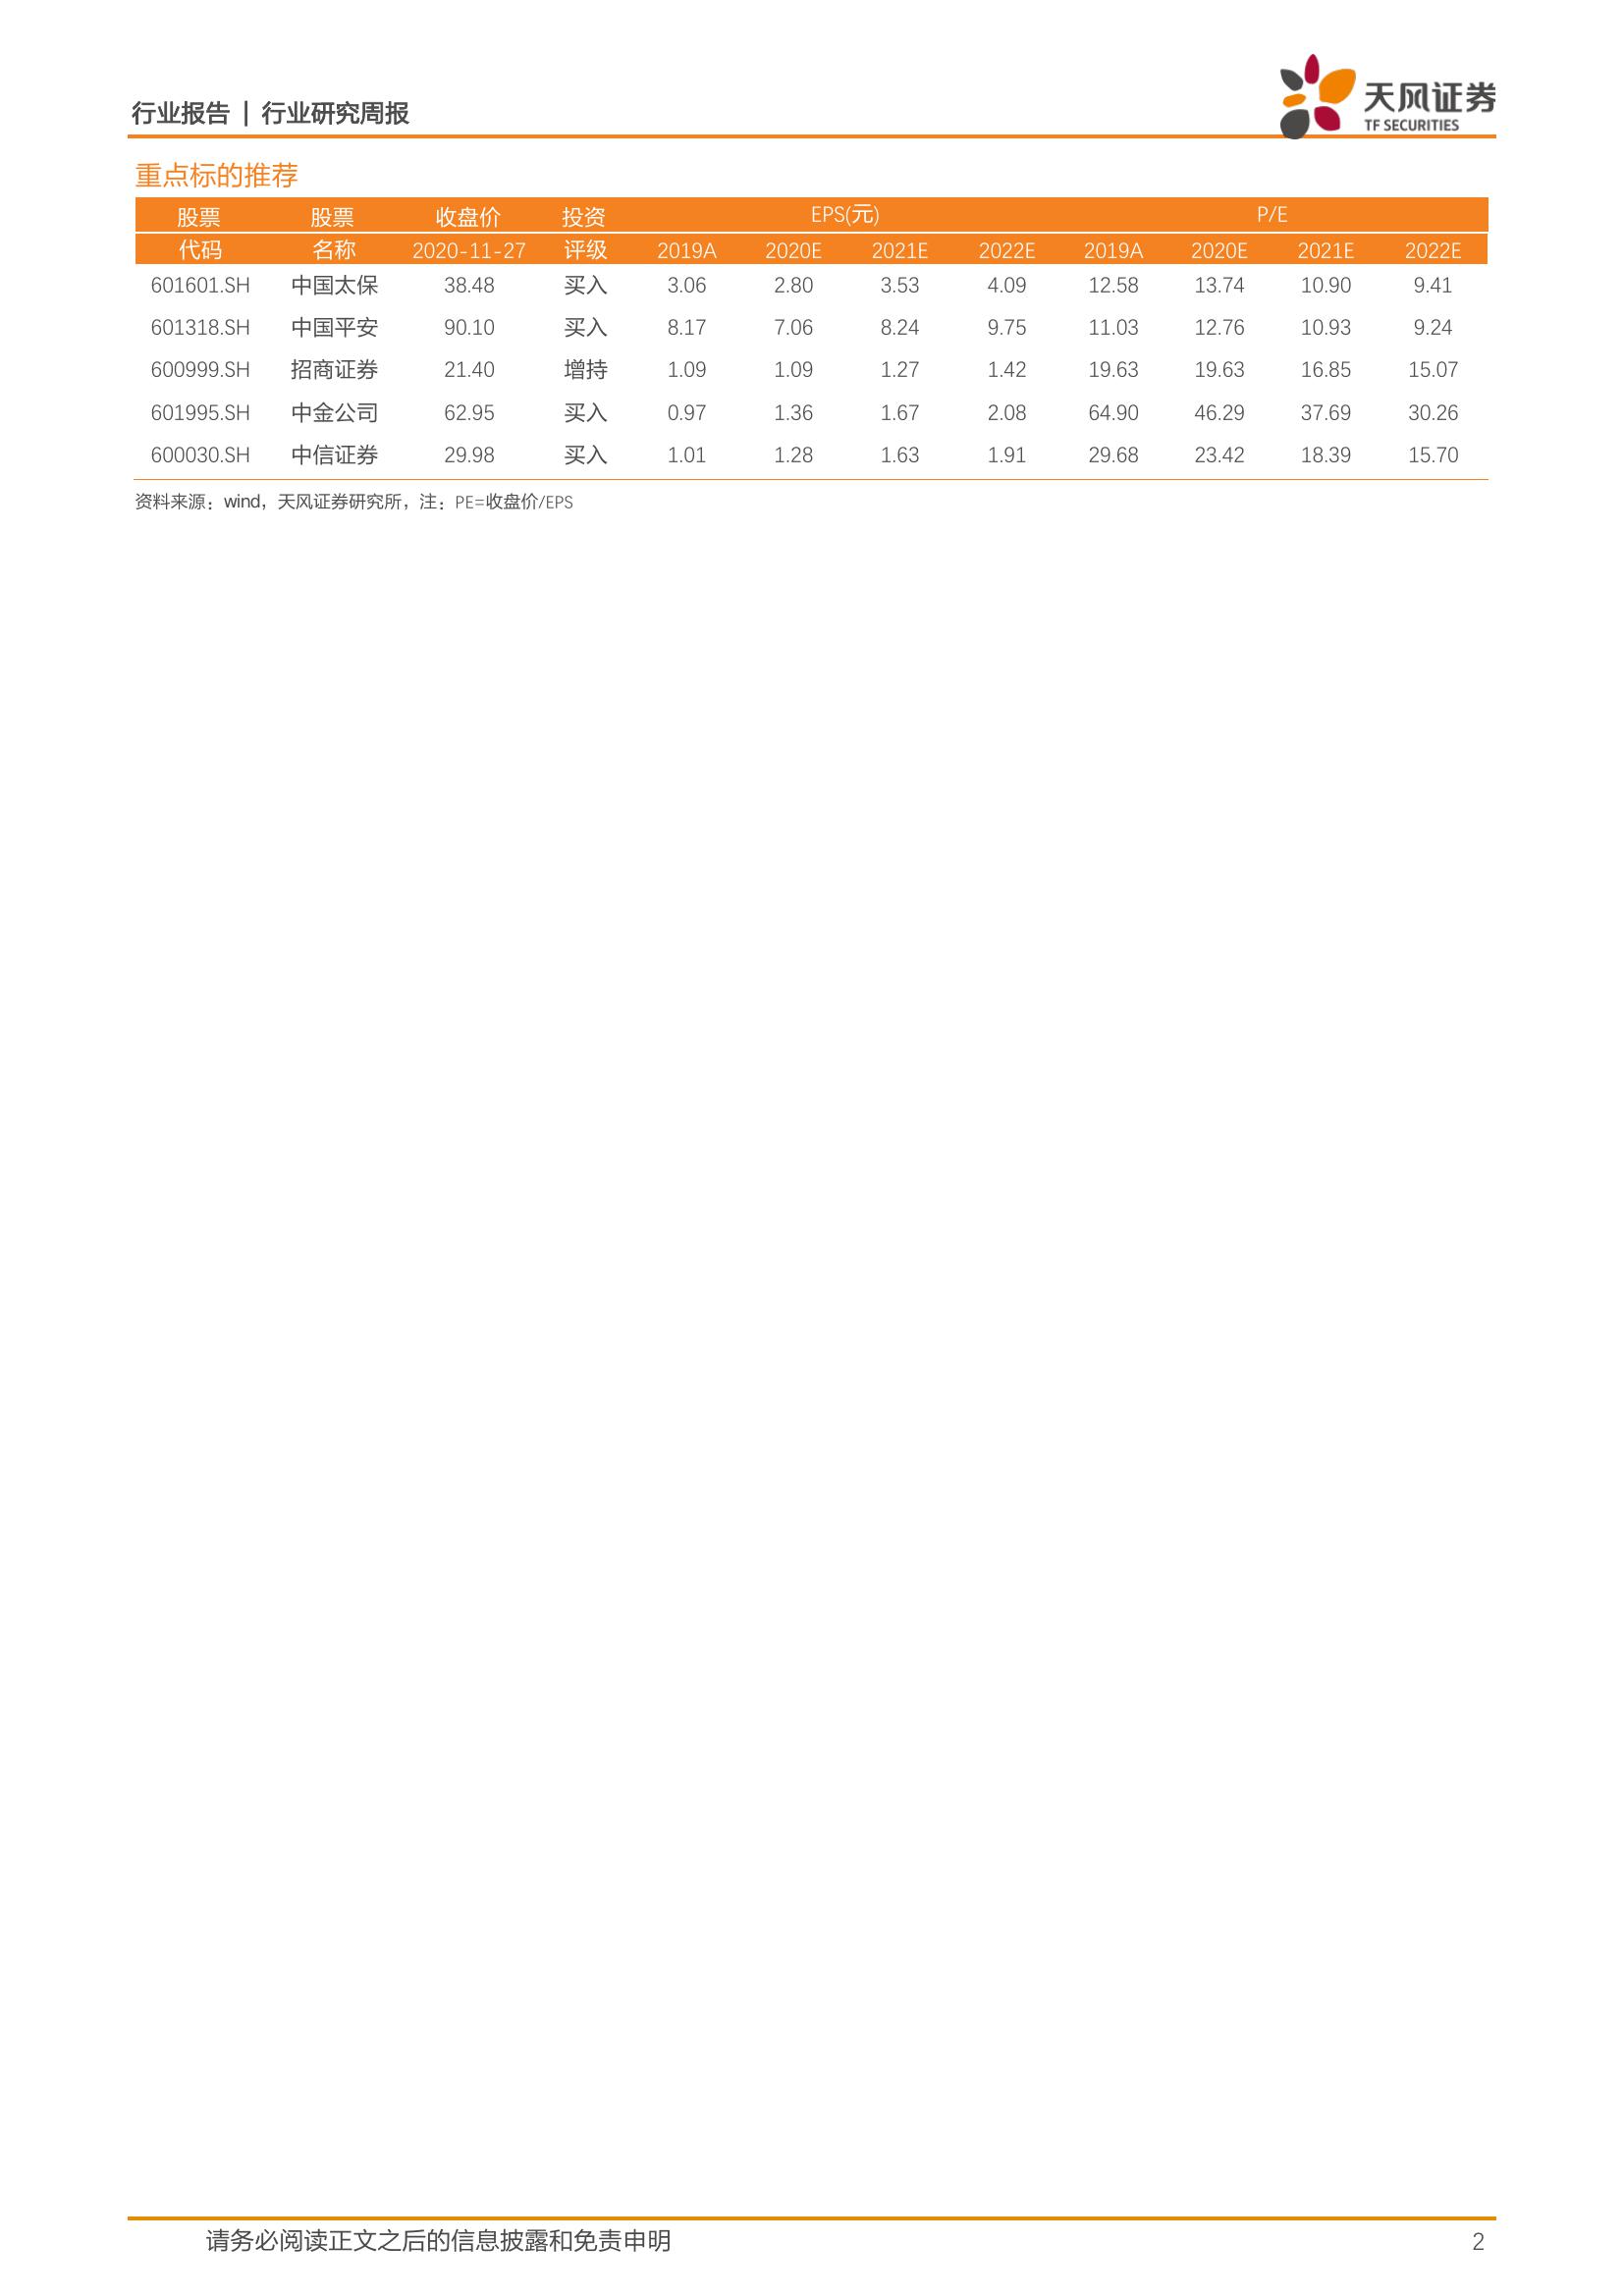 行业报告 | 行业研究周报
天风证券
TF SECURITIES
重点标的推荐
股票 股票 收盘价 投资 EPS(元) P/E
代码 名称 2020-11-27 评级 2019A 2020E 2021E 2022E 2019A 2020E 2021E 2022E
601601.SH 中国太保 38.48 买入 3.06 2.80 3.53 4.09 12.58 13.74 10.90 9.41
601318.SH 中国平安 90.10 买入 8.17 7.06 8.24 9.75 11.03 12.76 10.93 9.24
600999.SH 招商证券 21.40 增持 1.09 1.09 1.27 1.42 19.63 19.63 16.85 15.07
601995.SH 中金公司 62.95 买入 0.97 1.36 1.67 2.08 64.90 46.29 37.69 30.26
600030.SH 中信证券 29.98 买入 1.01 1.28 1.63 1.91 29.68 23.42 18.39 15.70
资料来源：wind，天风证券研究所，注：PE=收盘价/EPS
请务必阅读正文之后的信息披露和免责申明 2